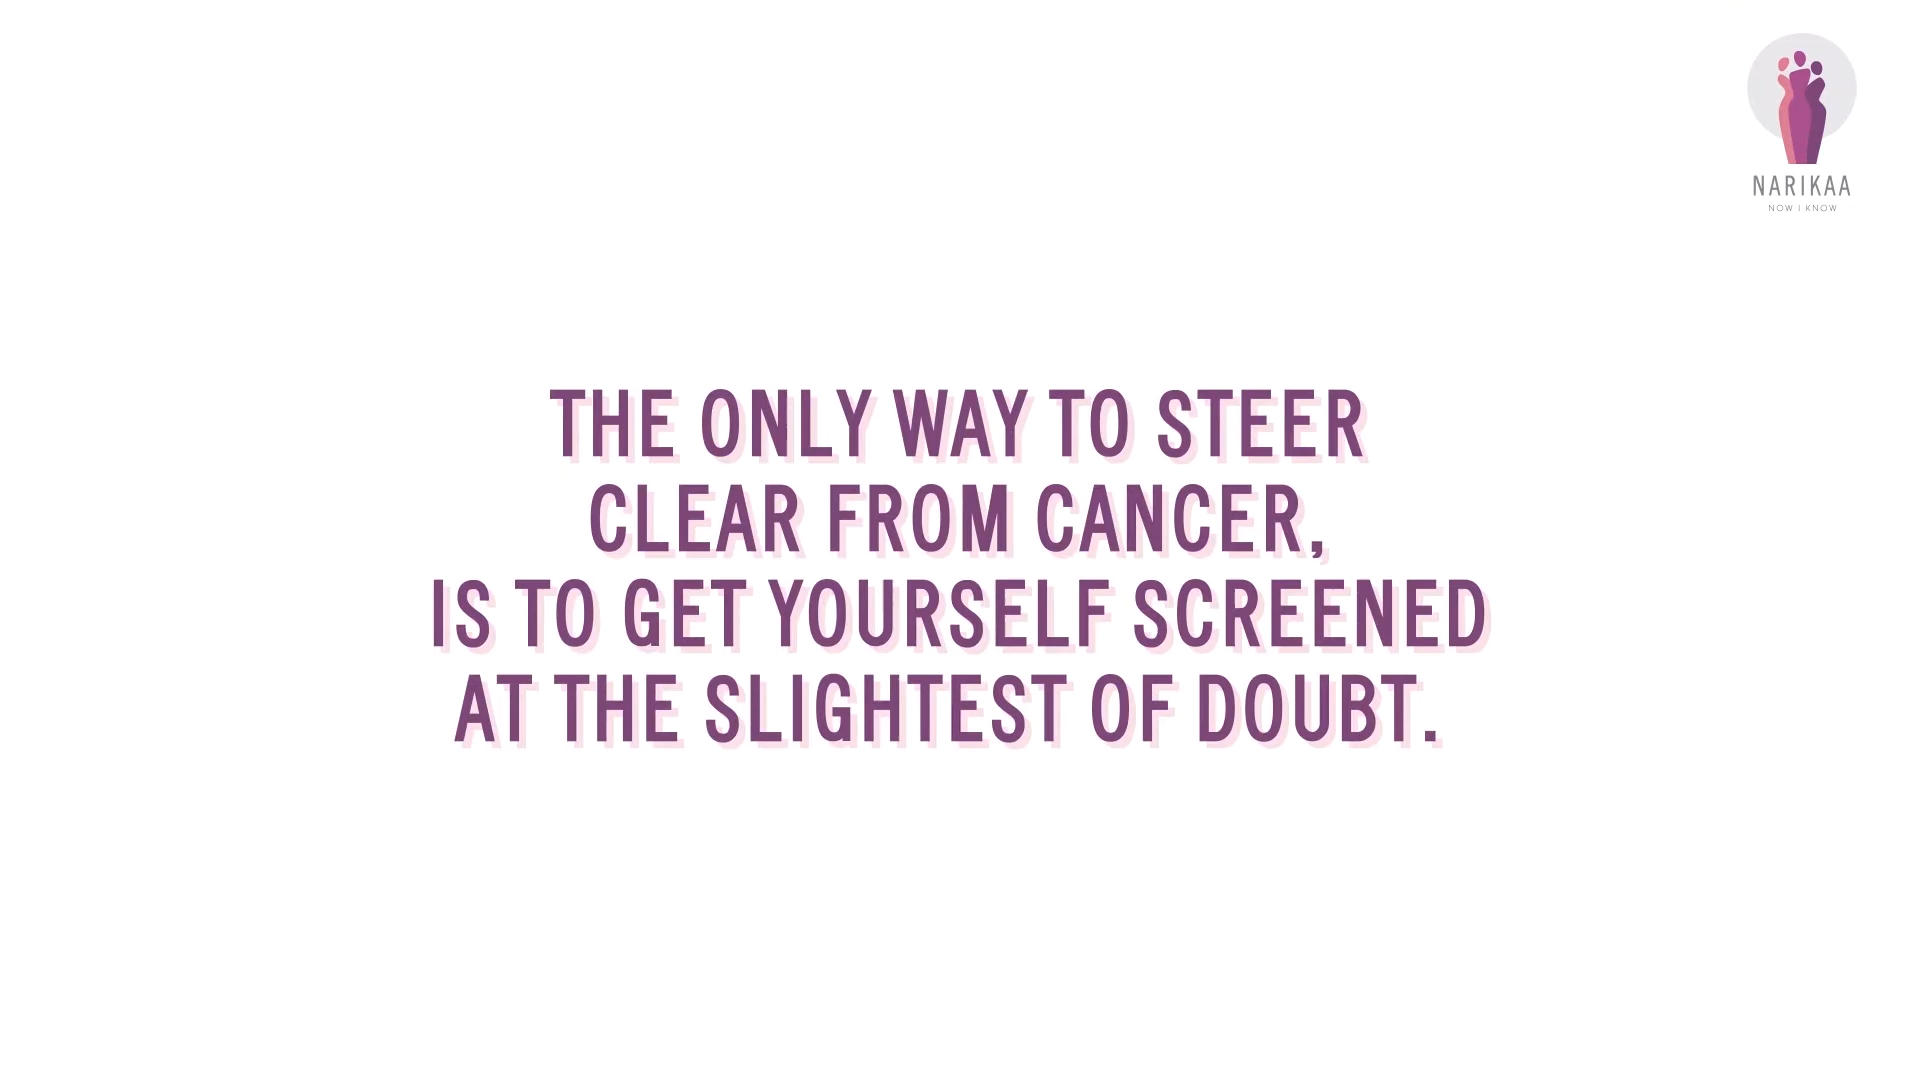 NARIKAA
NOW I KNOW
THE ONLY WAY TO STEER
CLEAR FROM CANCER,
IS TO GET YOURSELF SCREENED
AT THE SLIGHTEST OF DOUBT.